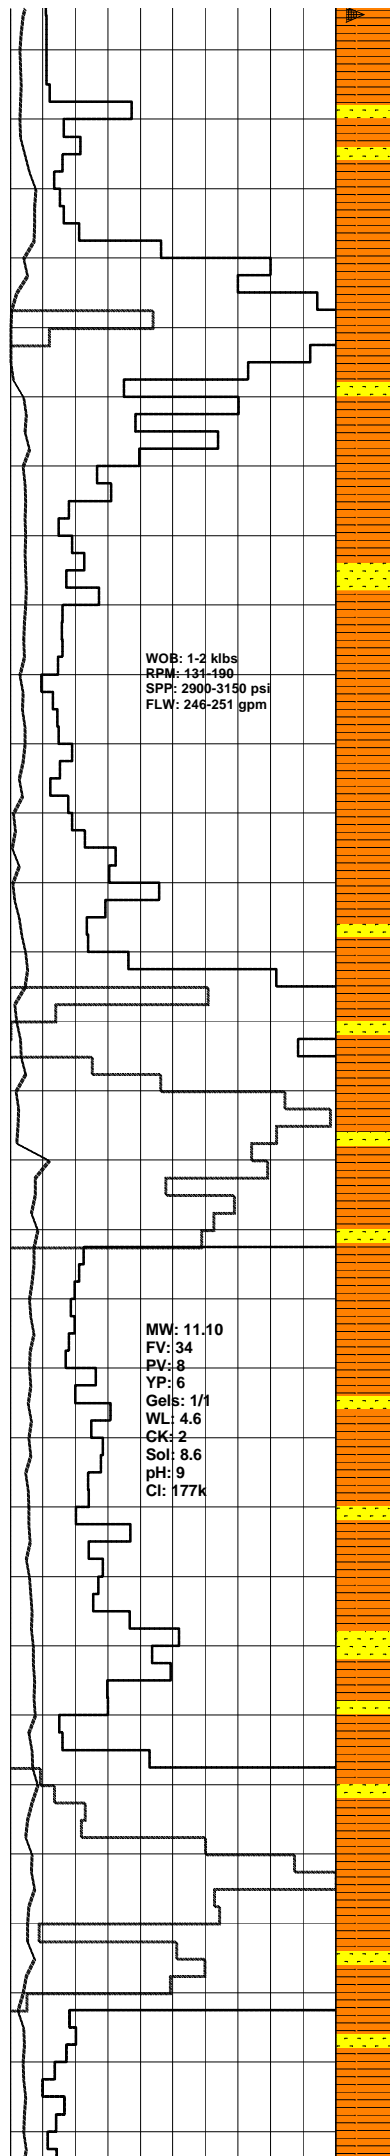 WOB: 1-2 klbs
RPM: 131-190
SPP: 2900-3150 psi
FLW: 246-251 gpm
MW: 11.10
FV: 34
PV: 8
YP: 6
Gels: 1/1
WL: 4.6
CK: 2
Sol: 8.6
pH: 9
Cl: 177k